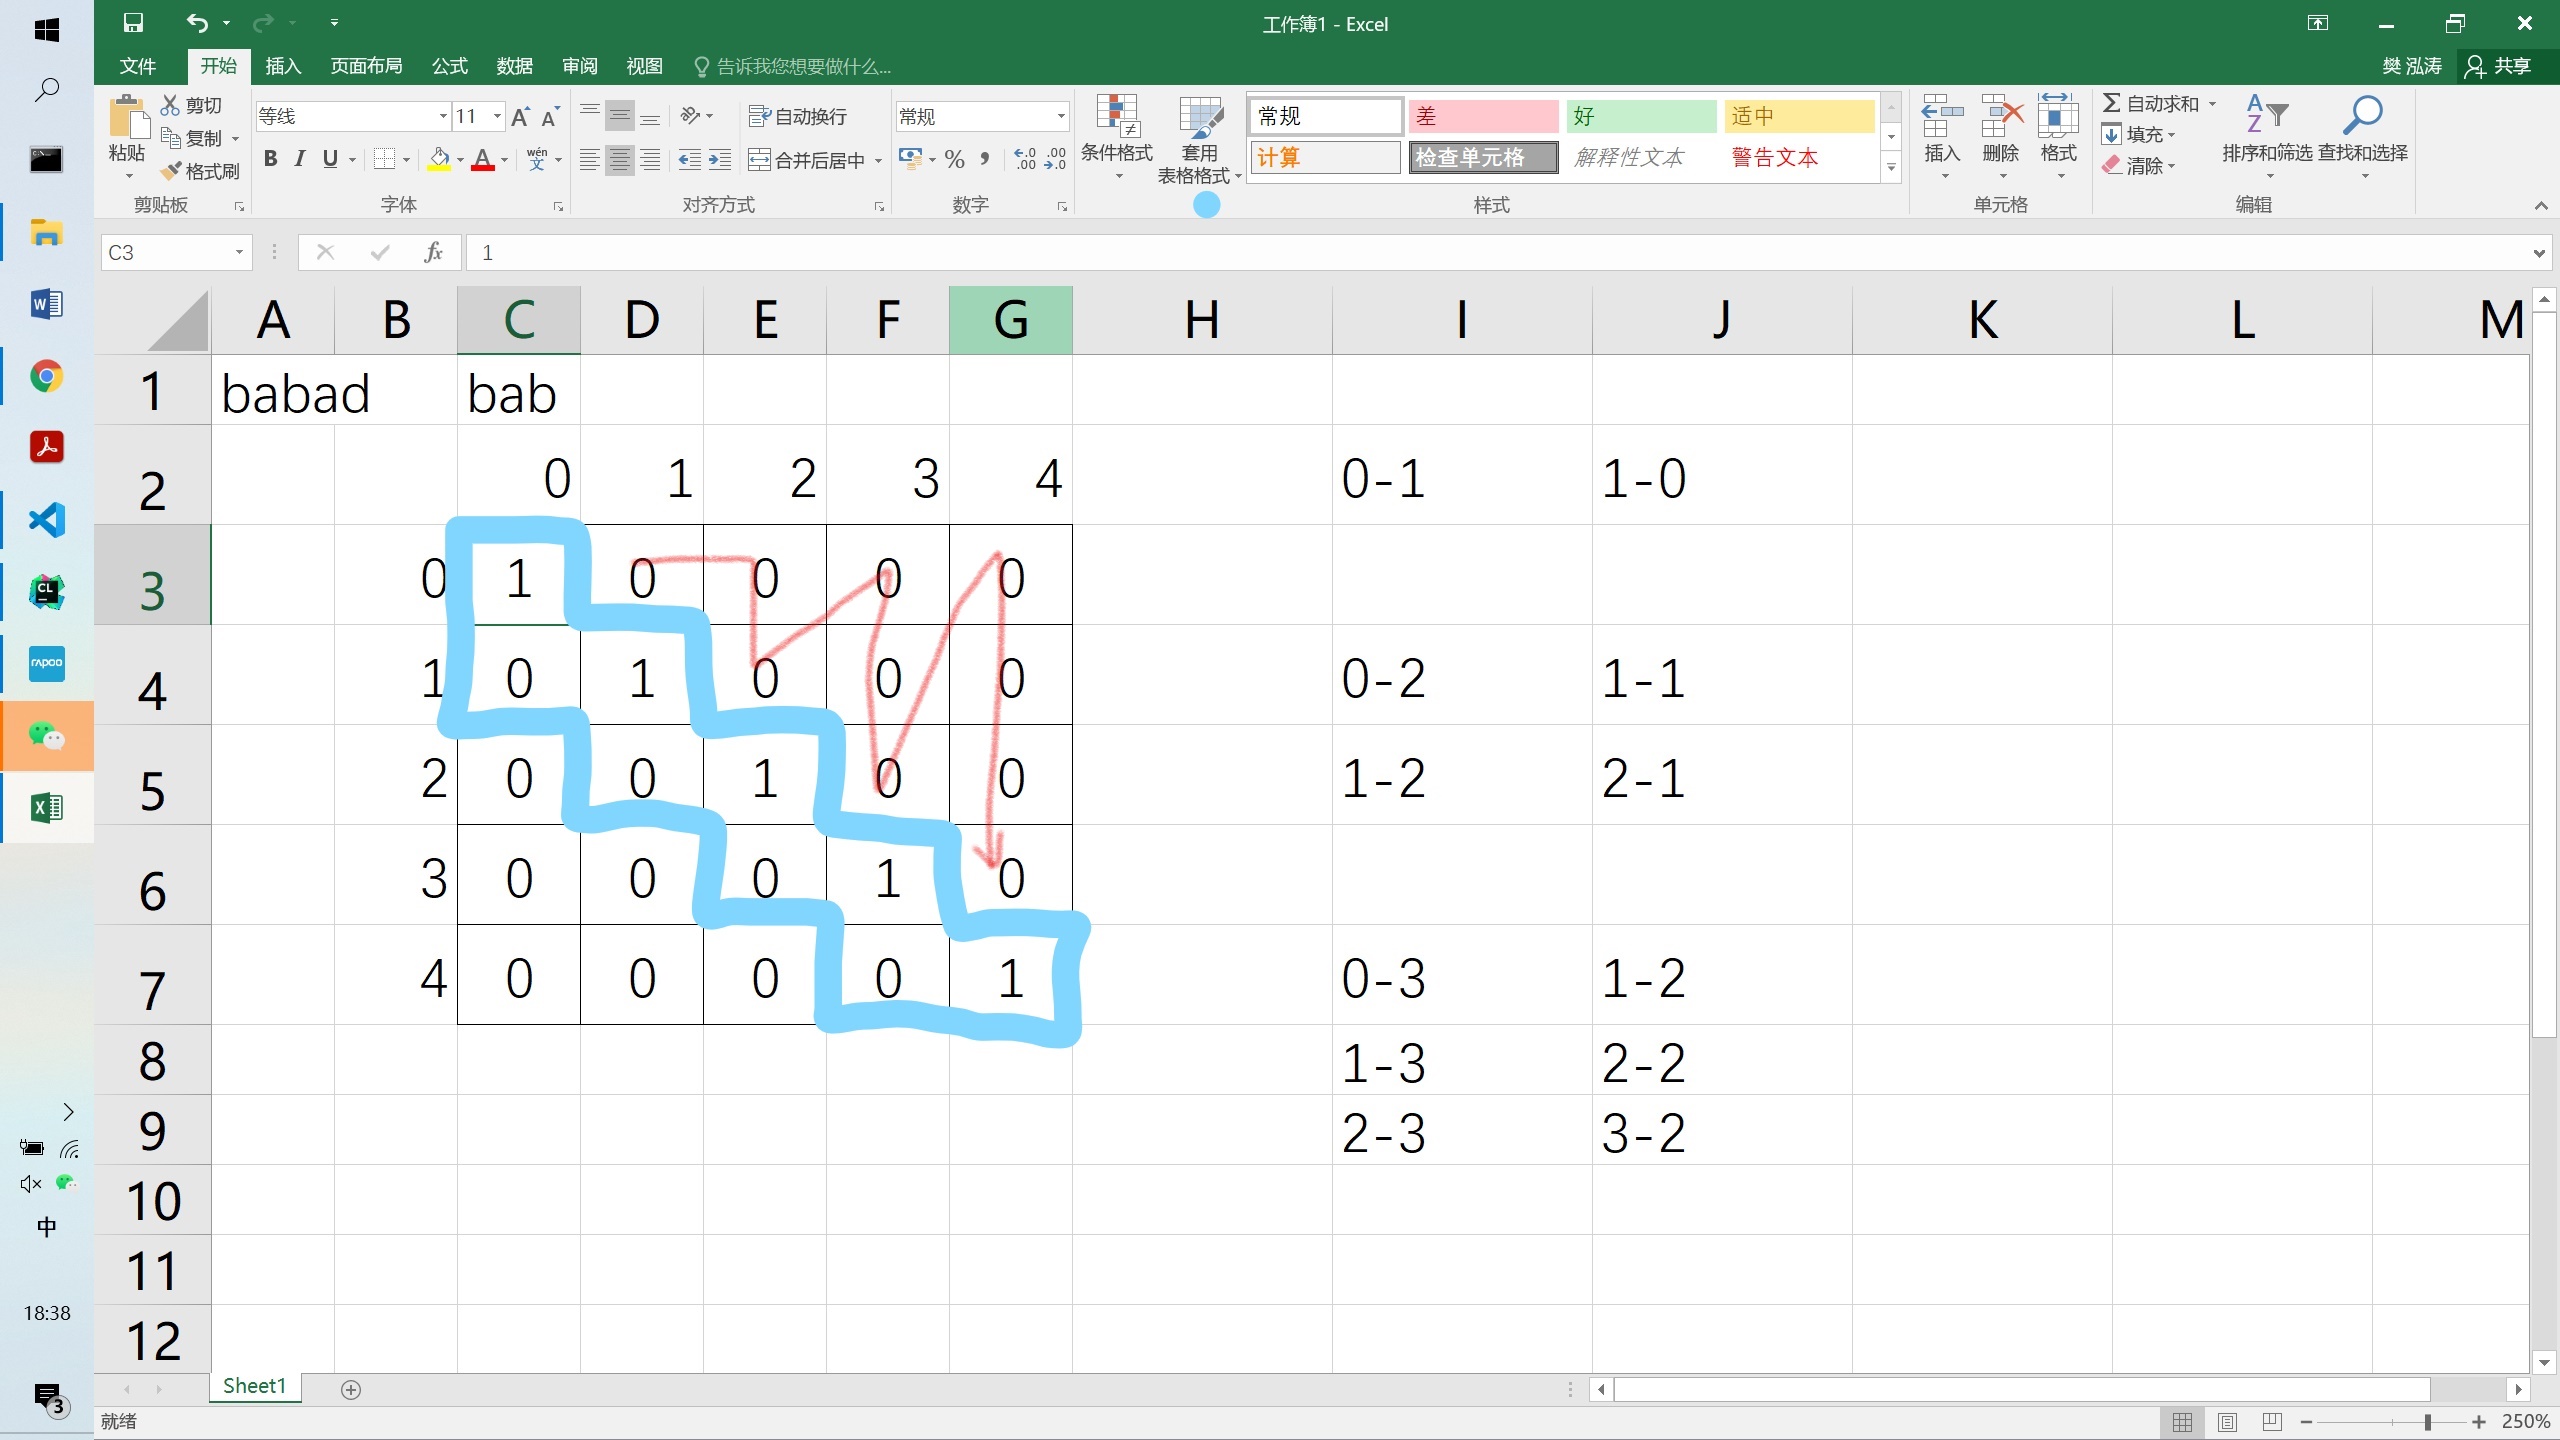 工作簿1 - Excel
文件 开始 插入 页面布局 公式 数据 审阅 视图 告诉我您想要做什么... 樊 泓涛 共享
粘贴 剪切 复制 格式刷 剪贴板
等线 11 A A B I U A wén 文 字体
自动换行 合并后居中 对齐方式
常规 % 数字
条件格式 套用 表格格式
常规 差 好 适中
计算 检查单元格 解释性文本 警告文本
样式
插入 删除 格式 单元格
自动求和 填充 清除 排序和筛选 查找和选择 编辑
C3 fx 1
A B C D E F G H I J K L M
1 babad bab
2 0 1 2 3 4 0-1 1-0
3 0 1 0 0 0 0
4 1 0 1 0 0 0 0-2 1-1
5 2 0 0 1 0 0 1-2 2-1
6 3 0 0 0 1 0
7 4 0 0 0 0 1 0-3 1-2
8 1-3 2-2
9 2-3 3-2
10
11
12
Sheet1
就绪 250%
rapoo
CL
中
18:38
3